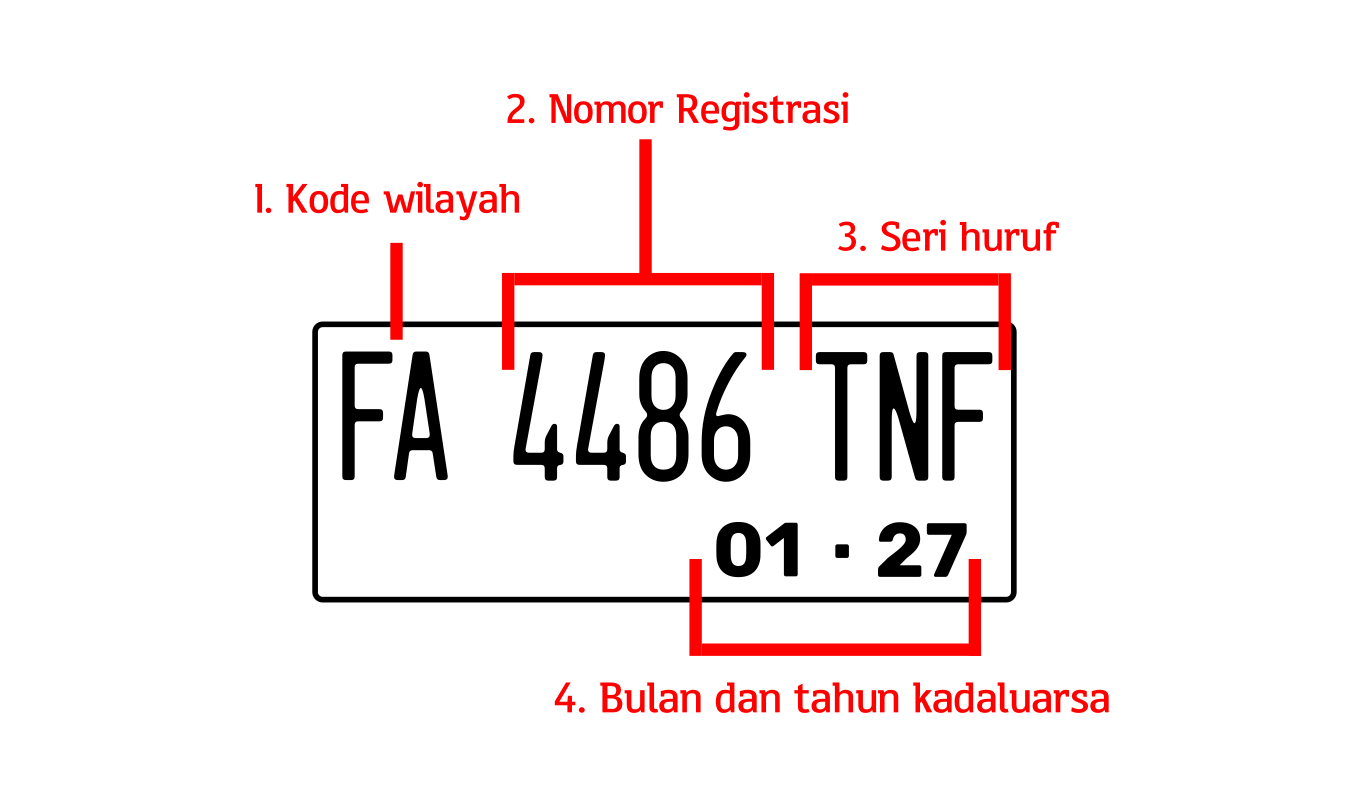 2. Nomor Registrasi
1. Kode wilayah
3. Seri huruf
FA 4486 TNF
01 · 27
4. Bulan dan tahun kadaluarsa